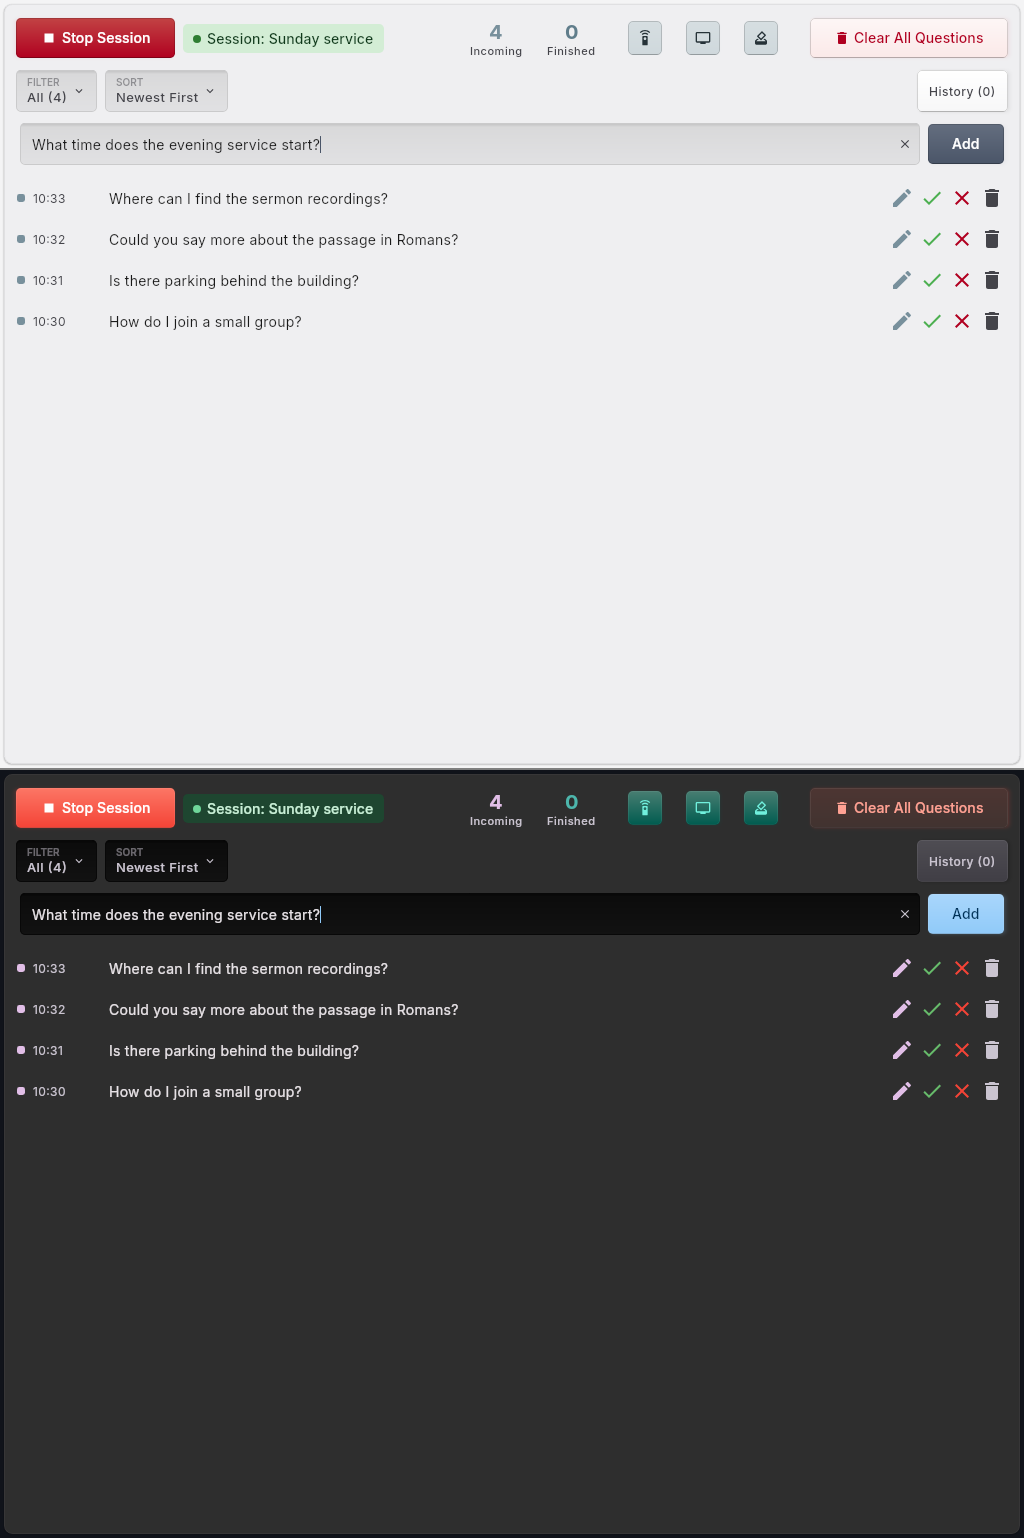 Stop Session
Session: Sunday service
4
Incoming
0
Finished
Clear All Questions
FILTER
All (4)
SORT
Newest First
History (0)
What time does the evening service start?
Add
10:33 Where can I find the sermon recordings?
10:32 Could you say more about the passage in Romans?
10:31 Is there parking behind the building?
10:30 How do I join a small group?
Stop Session
Session: Sunday service
4
Incoming
0
Finished
Clear All Questions
FILTER
All (4)
SORT
Newest First
History (0)
What time does the evening service start?
Add
10:33 Where can I find the sermon recordings?
10:32 Could you say more about the passage in Romans?
10:31 Is there parking behind the building?
10:30 How do I join a small group?